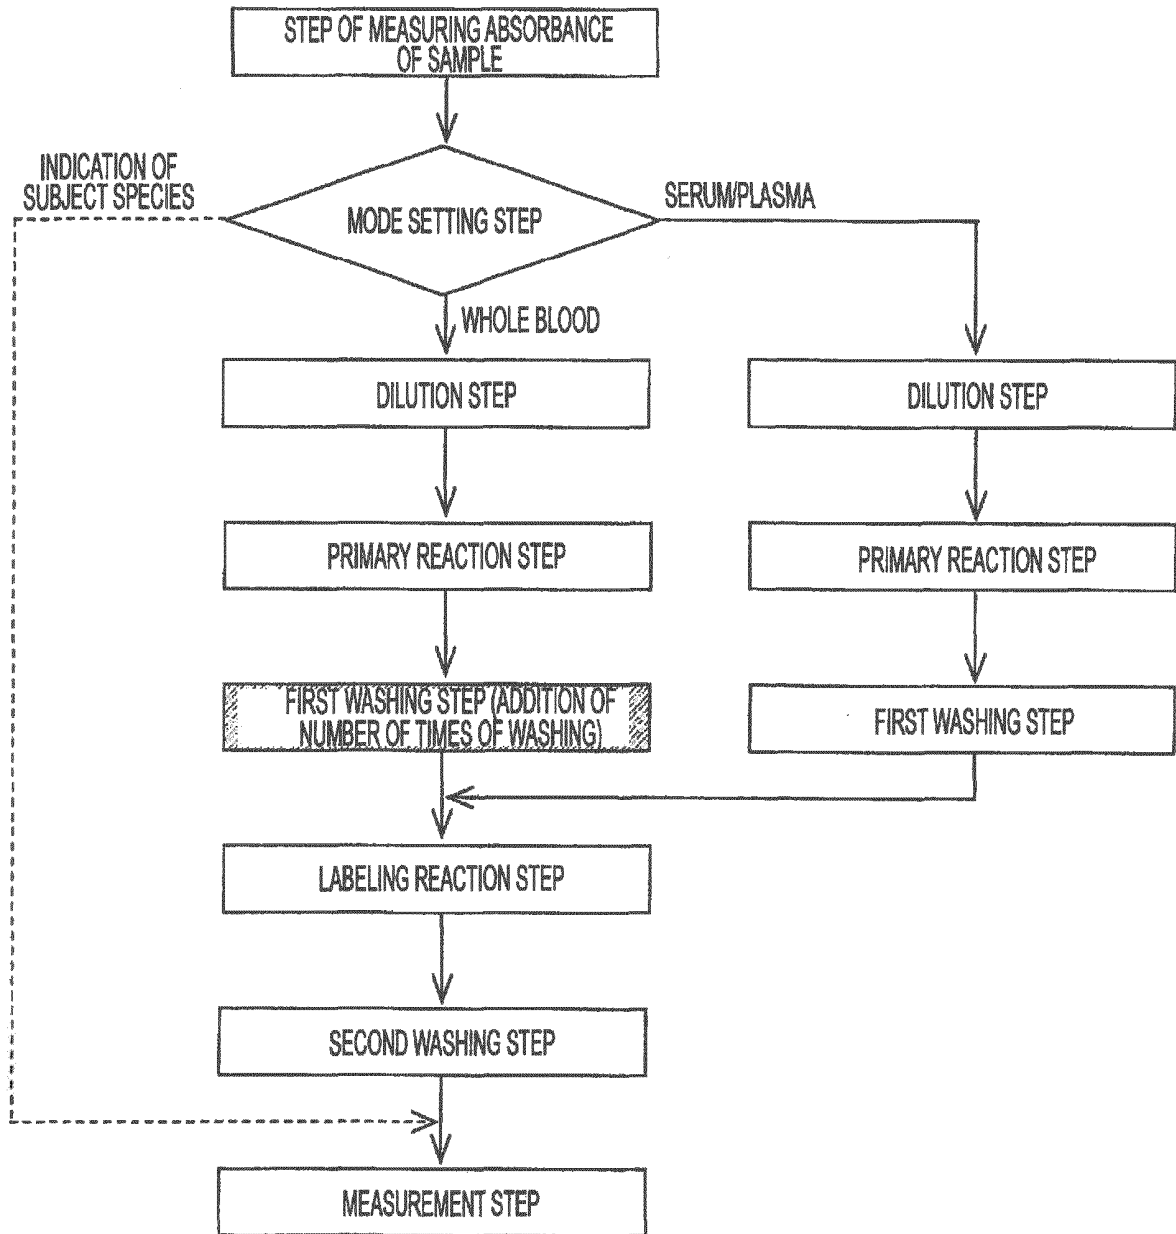 STEP OF MEASURING ABSORBANCE
OF SAMPLE
INDICATION OF
SUBJECT SPECIES
MODE SETTING STEP
SERUM/PLASMA
WHOLE BLOOD
DILUTION STEP
DILUTION STEP
PRIMARY REACTION STEP
PRIMARY REACTION STEP
FIRST WASHING STEP (ADDITION OF
NUMBER OF TIMES OF WASHING)
FIRST WASHING STEP
LABELING REACTION STEP
SECOND WASHING STEP
MEASUREMENT STEP